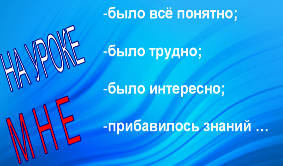 НА УРОКЕ
МНЕ
-было всё понятно;
-было трудно;
-было интересно;
-прибавилось знаний ...